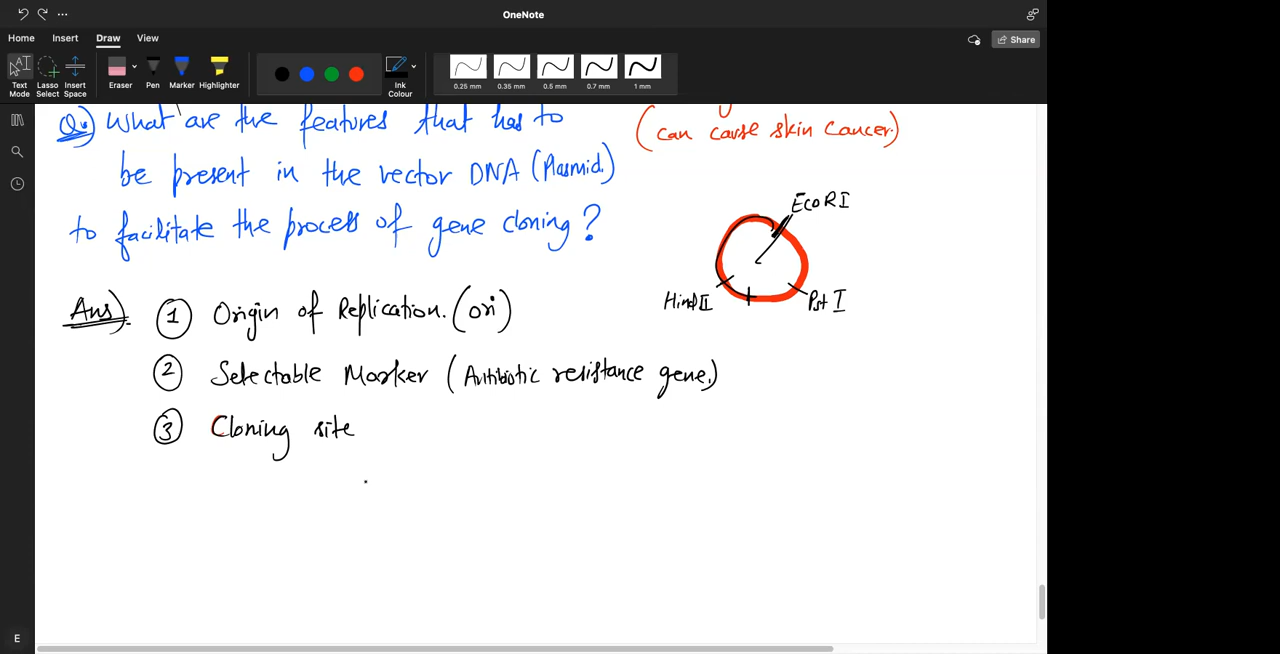 OneNote
Home Insert Draw View
Share
Text Mode
Lasso Select
Insert Space
Eraser
Pen
Marker
Highlighter
Ink Colour
0.25 mm
0.35 mm
0.5 mm
0.7 mm
1 mm
Q. What are the features that has to
be present in the vector DNA (Plasmid.)
to facilitate the process of gene cloning?
(can cause skin cancer.)
EcoRI
Hind II
Pst I
Ans) 1 Origin of Replication. (ori)
2 Selectable Marker (Antibiotic resistance gene.)
3 Cloning site
E